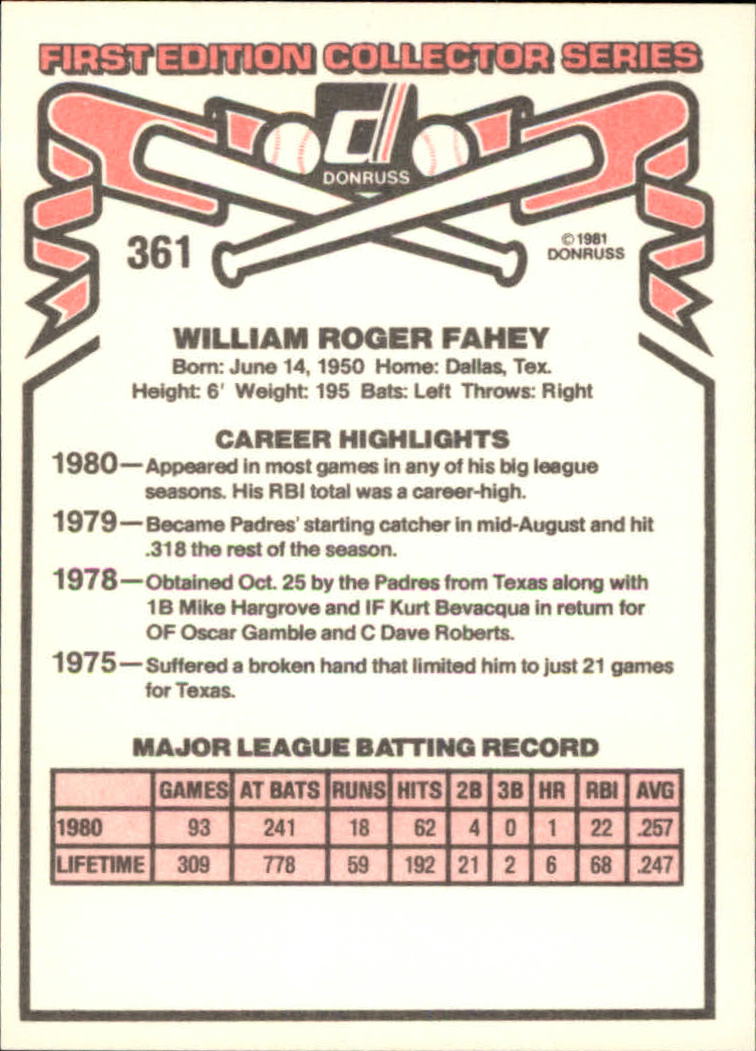 FIRST EDITION COLLECTOR SERIES
d
DONRUSS
361
©1981
DONRUSS
WILLIAM ROGER FAHEY
Born: June 14, 1950 Home: Dallas, Tex.
Height: 6' Weight: 195 Bats: Left Throws: Right
CAREER HIGHLIGHTS
1980—Appeared in most games in any of his big league
seasons. His RBI total was a career-high.
1979—Became Padres' starting catcher in mid-August and hit
.318 the rest of the season.
1978—Obtained Oct. 25 by the Padres from Texas along with
1B Mike Hargrove and IF Kurt Bevacqua in return for
OF Oscar Gamble and C Dave Roberts.
1975—Suffered a broken hand that limited him to just 21 games
for Texas.
MAJOR LEAGUE BATTING RECORD
GAMES AT BATS RUNS HITS 2B 3B HR RBI AVG
1980 93 241 18 62 4 0 1 22 .257
LIFETIME 309 778 59 192 21 2 6 68 .247